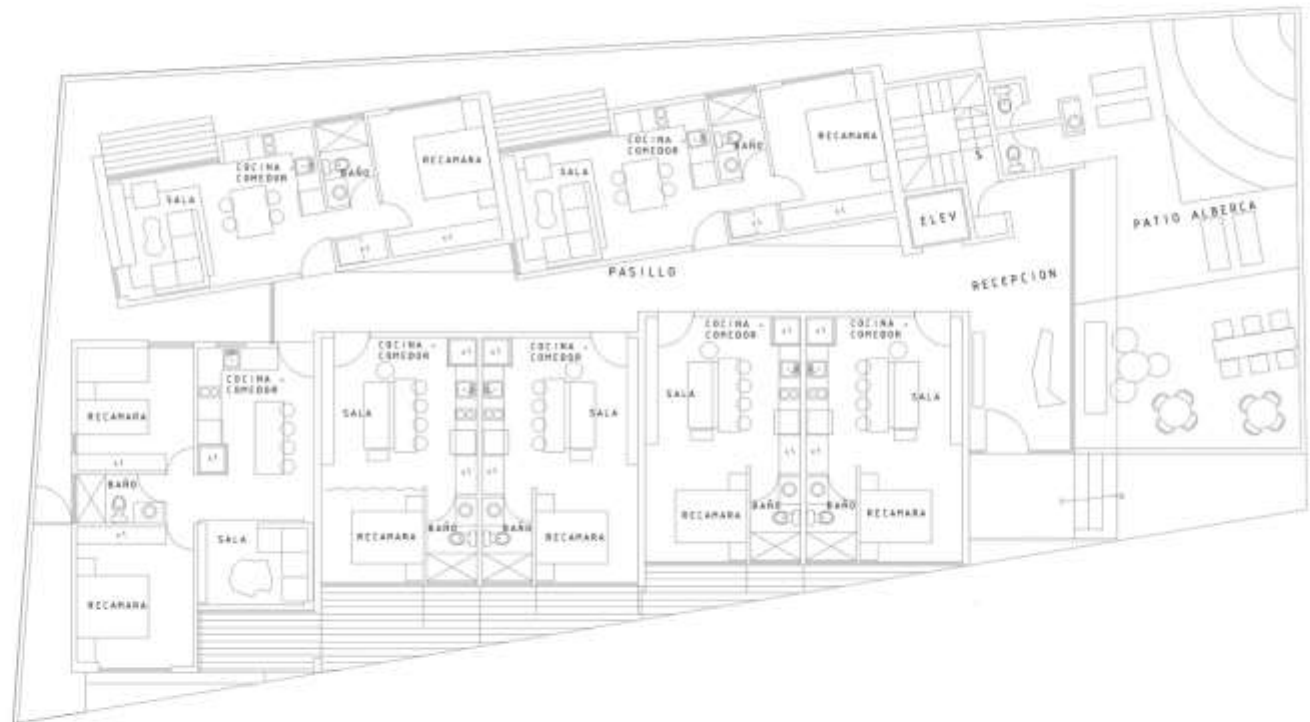 COCINA -
COMEDOR
SALA
BAÑO
RECAMARA
COCINA -
COMEDOR
SALA
BAÑO
RECAMARA
S
ELEV
PATIO ALBERCA
PASILLO
RECEPCION
COCINA -
COMEDOR
RECAMARA
BAÑO
SALA
RECAMARA
COCINA -
COMEDOR
SALA
BAÑO
RECAMARA
COCINA -
COMEDOR
SALA
BAÑO
RECAMARA
COCINA -
COMEDOR
SALA
BAÑO
RECAMARA
COCINA -
COMEDOR
SALA
BAÑO
RECAMARA